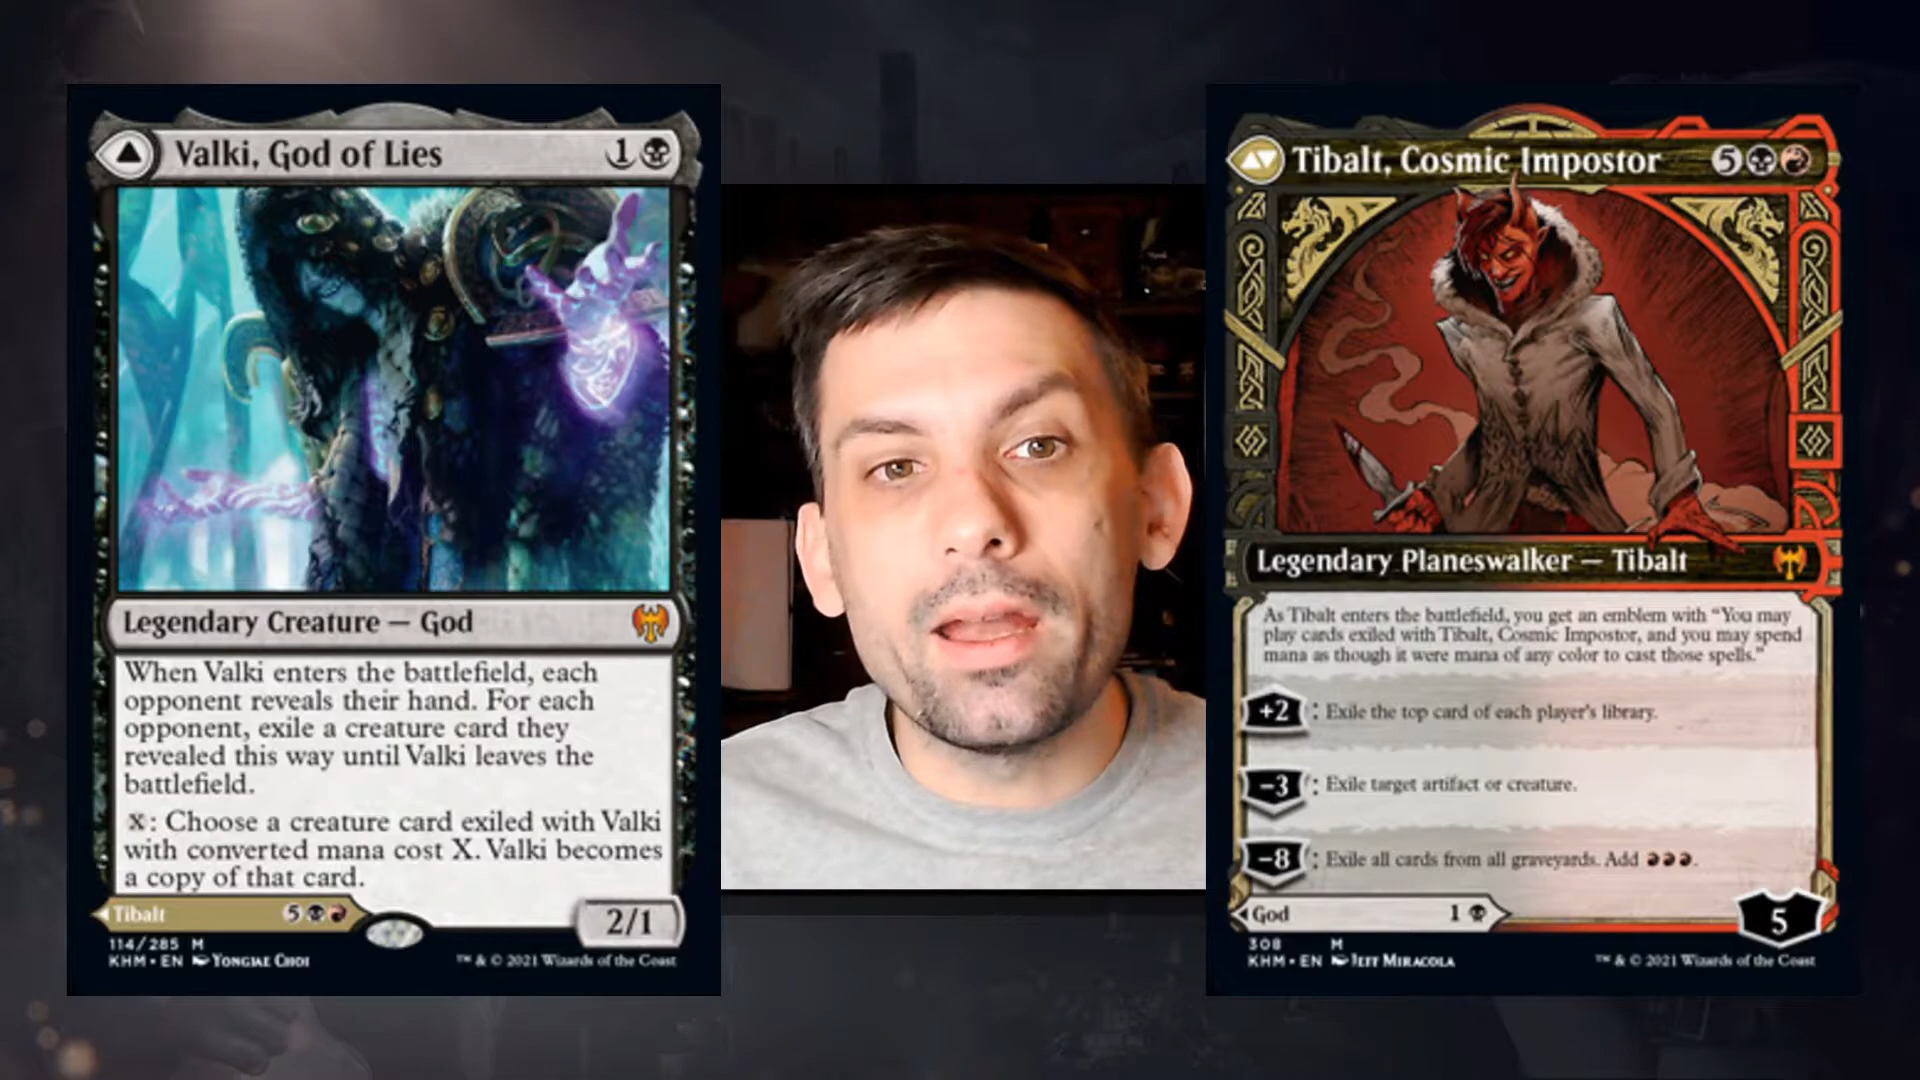 Valki, God of Lies 1
Legendary Creature — God
When Valki enters the battlefield, each
opponent reveals their hand. For each
opponent, exile a creature card they
revealed this way until Valki leaves the
battlefield.
X: Choose a creature card exiled with Valki
with converted mana cost X. Valki becomes
a copy of that card.
Tibalt 5
2/1
114/285 M
KHM • EN YONGJAE CHOI
™ & © 2021 Wizards of the Coast
Tibalt, Cosmic Impostor 5
Legendary Planeswalker — Tibalt
As Tibalt enters the battlefield, you get an emblem with “You may
play cards exiled with Tibalt, Cosmic Impostor, and you may spend
mana as though it were mana of any color to cast those spells.”
+2 : Exile the top card of each player's library.
−3 : Exile target artifact or creature.
−8 : Exile all cards from all graveyards. Add
God 1
5
308 M
KHM • EN JEFF MIRACOLA
™ & © 2021 Wizards of the Coast